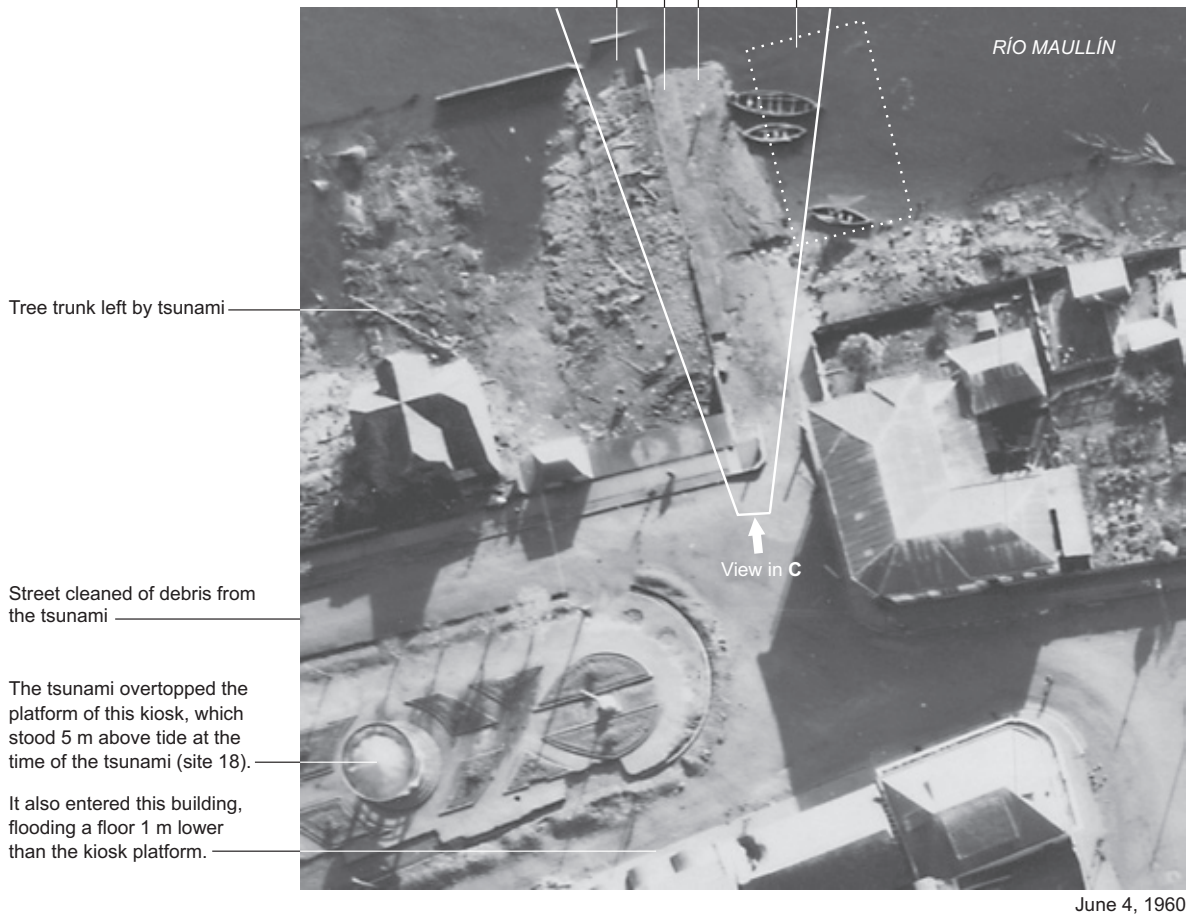 RÍO MAULLÍN
Tree trunk left by tsunami
View in C
Street cleaned of debris from
the tsunami
The tsunami overtopped the
platform of this kiosk, which
stood 5 m above tide at the
time of the tsunami (site 18).
It also entered this building,
flooding a floor 1 m lower
than the kiosk platform.
June 4, 1960